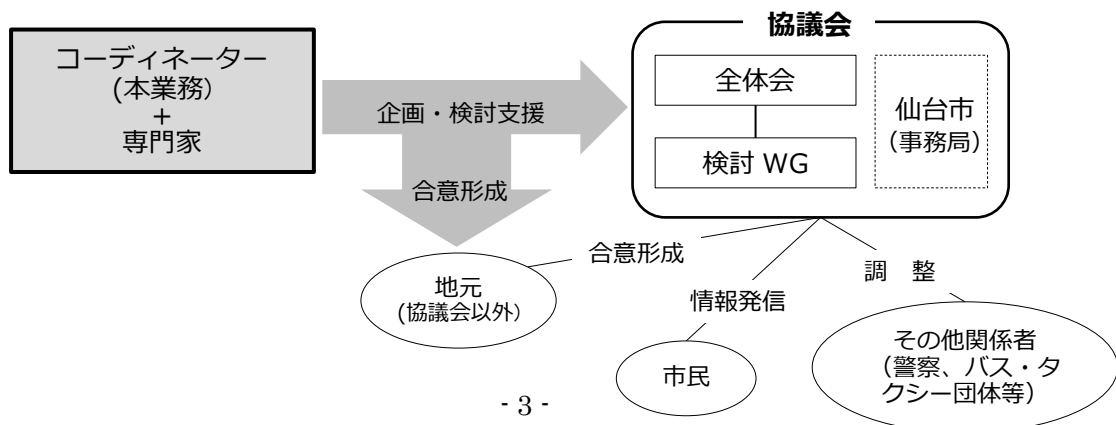 コーディネーター
(本業務)
+
専門家
企画・検討支援
合意形成
協議会
全体会
検討 WG
仙台市
(事務局)
合意形成
情報発信
調　整
地元
(協議会以外)
市民
その他関係者
(警察、バス・タ
クシー団体等)
- 3 -